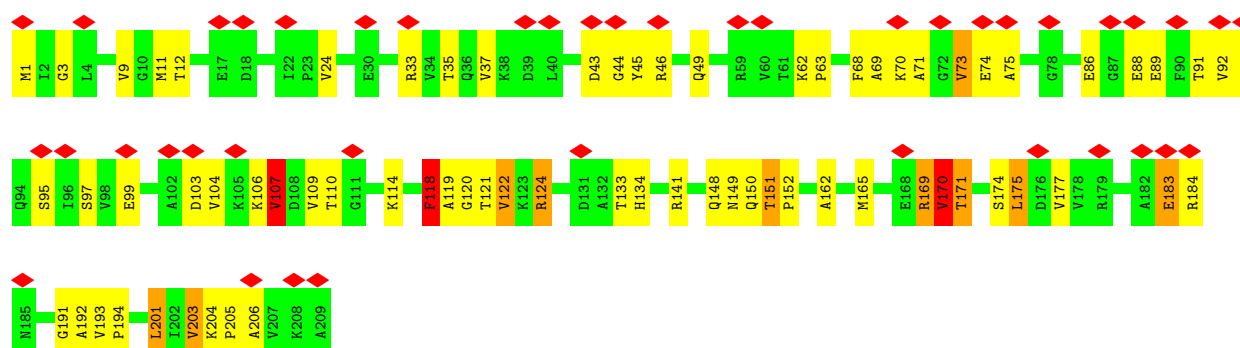 M1 I2 G3 L4 V9 G10 M11 T12 E17 D18 I22 P23 V24 E30 R33 V34 T35 Q36 V37 K38 D39 L40 D43 G44 Y45 R46 Q49 R59 V60 T61 K62 P63 F68 A69 K70 A71 G72 V73 E74 A75 G78 E86 G87 E88 E89 F90 T91 V92
Q94 S95 I96 S97 V98 E99 A102 D103 V104 K105 K106 V107 D108 V109 T110 G111 K114 F118 A119 G120 T121 V122 K123 R124 D131 A132 T133 H134 R141 Q148 N149 Q150 T151 P152 A162 M165 E168 R169 V170 T171 S174 L175 D176 V177 V178 R179 A182 E183 R184
N185 G191 A192 V193 P194 L201 I202 V203 K204 P205 A206 V207 K208 A209